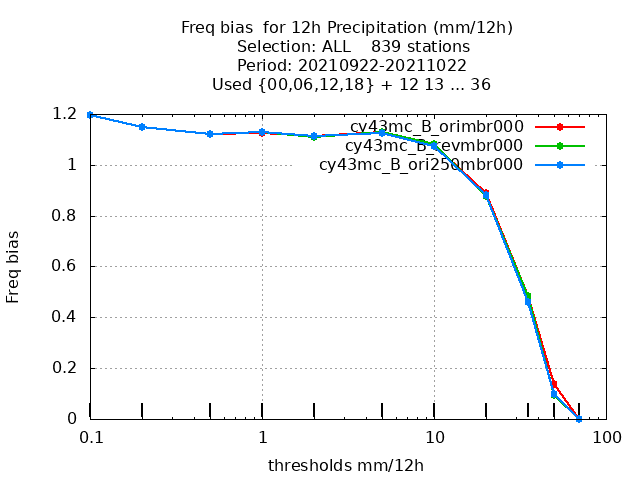 Freq bias  for 12h Precipitation (mm/12h)
Selection: ALL    839 stations
Period: 20210922-20211022
Used {00,06,12,18} + 12 13 ... 36
cy43mc_B_orimbr000
cy43mc_B_revmbr000
cy43mc_B_ori250mbr000
1.2
1
0.8
0.6
0.4
0.2
0
Freq bias
0.1 1 10 100
thresholds mm/12h